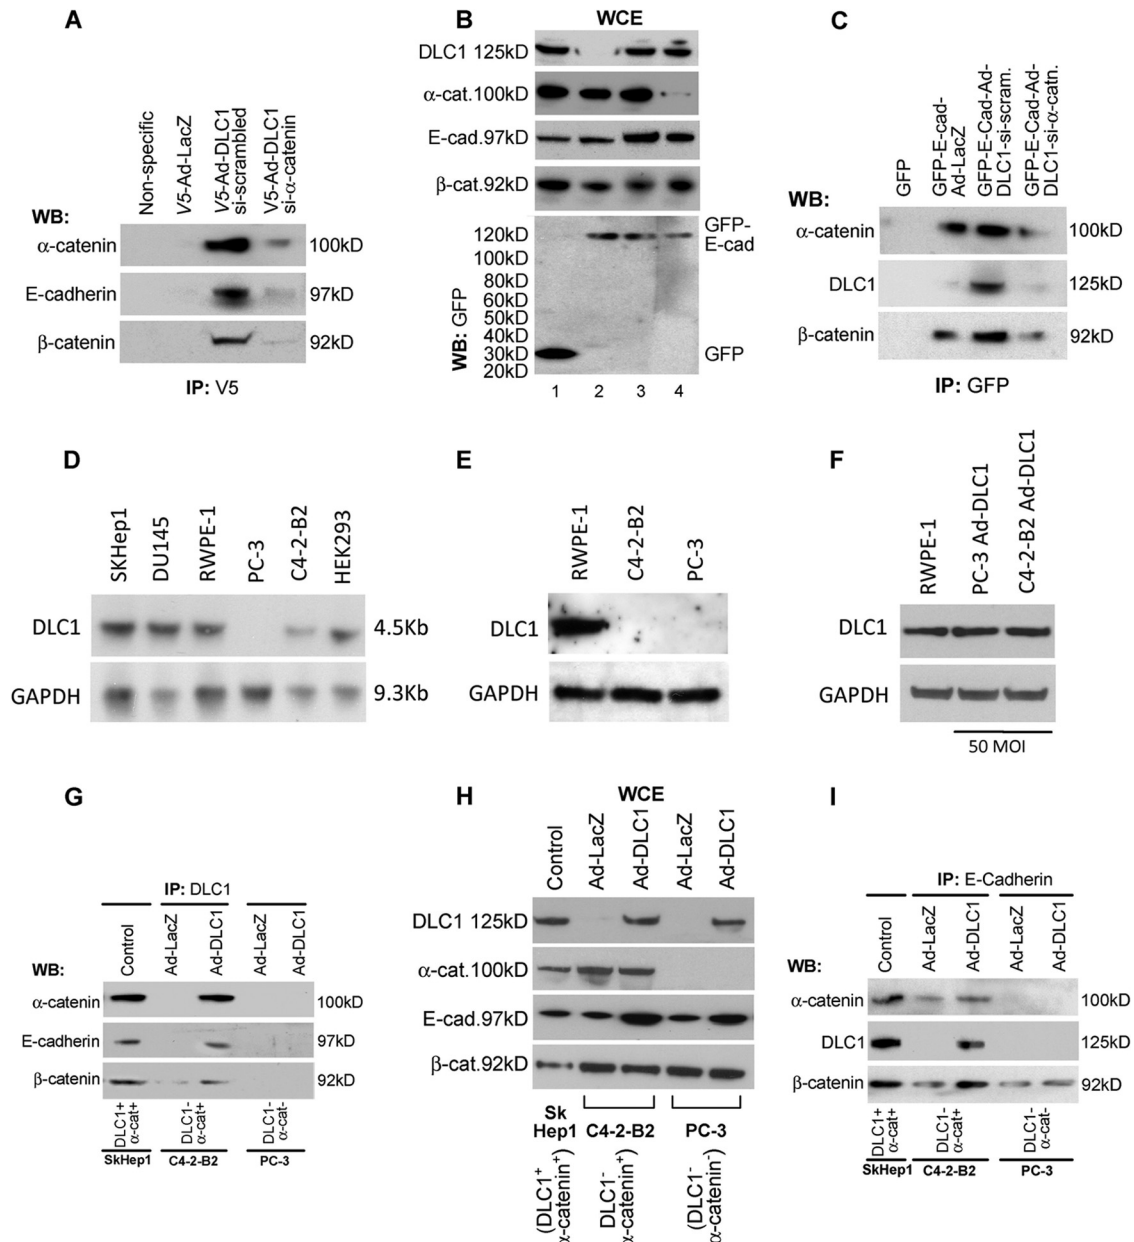 A
Non-specific
V5-Ad-LacZ
V5-Ad-DLC1
si-scrambled
V5-Ad-DLC1
si-α-catenin
WB:
α-catenin
100kD
E-cadherin
97kD
β-catenin
92kD
IP: V5
B
WCE
DLC1 125kD
α-cat.100kD
E-cad.97kD
β-cat.92kD
120kD
100kD
80kD
60kD
50kD
40kD
30kD
20kD
WB: GFP
GFP-
E-cad
GFP
1 2 3 4
C
GFP
GFP-E-cad-
Ad-LacZ
GFP-E-Cad-Ad-
DLC1-si-scram.
GFP-E-Cad-Ad-
DLC1-si-α-catn.
WB:
α-catenin
100kD
DLC1
125kD
β-catenin
92kD
IP: GFP
D
SKHep1
DU145
RWPE-1
PC-3
C4-2-B2
HEK293
DLC1
4.5Kb
GAPDH
9.3Kb
E
RWPE-1
C4-2-B2
PC-3
DLC1
GAPDH
F
RWPE-1
PC-3 Ad-DLC1
C4-2-B2 Ad-DLC1
DLC1
GAPDH
50 MOI
G
IP: DLC1
Control
Ad-LacZ
Ad-DLC1
Ad-LacZ
Ad-DLC1
WB:
α-catenin
100kD
E-cadherin
97kD
β-catenin
92kD
DLC1+
α-cat+
DLC1-
α-cat+
DLC1-
α-cat-
SkHep1
C4-2-B2
PC-3
H
WCE
Control
Ad-LacZ
Ad-DLC1
Ad-LacZ
Ad-DLC1
DLC1 125kD
α-cat.100kD
E-cad.97kD
β-cat.92kD
Sk
Hep1
C4-2-B2
PC-3
(DLC1+
α-catenin+)
DLC1-
α-catenin+)
(DLC1-
α-catenin-)
I
IP: E-Cadherin
Control
Ad-LacZ
Ad-DLC1
Ad-LacZ
Ad-DLC1
WB:
α-catenin
100kD
DLC1
125kD
β-catenin
92kD
DLC1+
α-cat+
DLC1-
α-cat+
DLC1-
α-cat-
SkHep1
C4-2-B2
PC-3